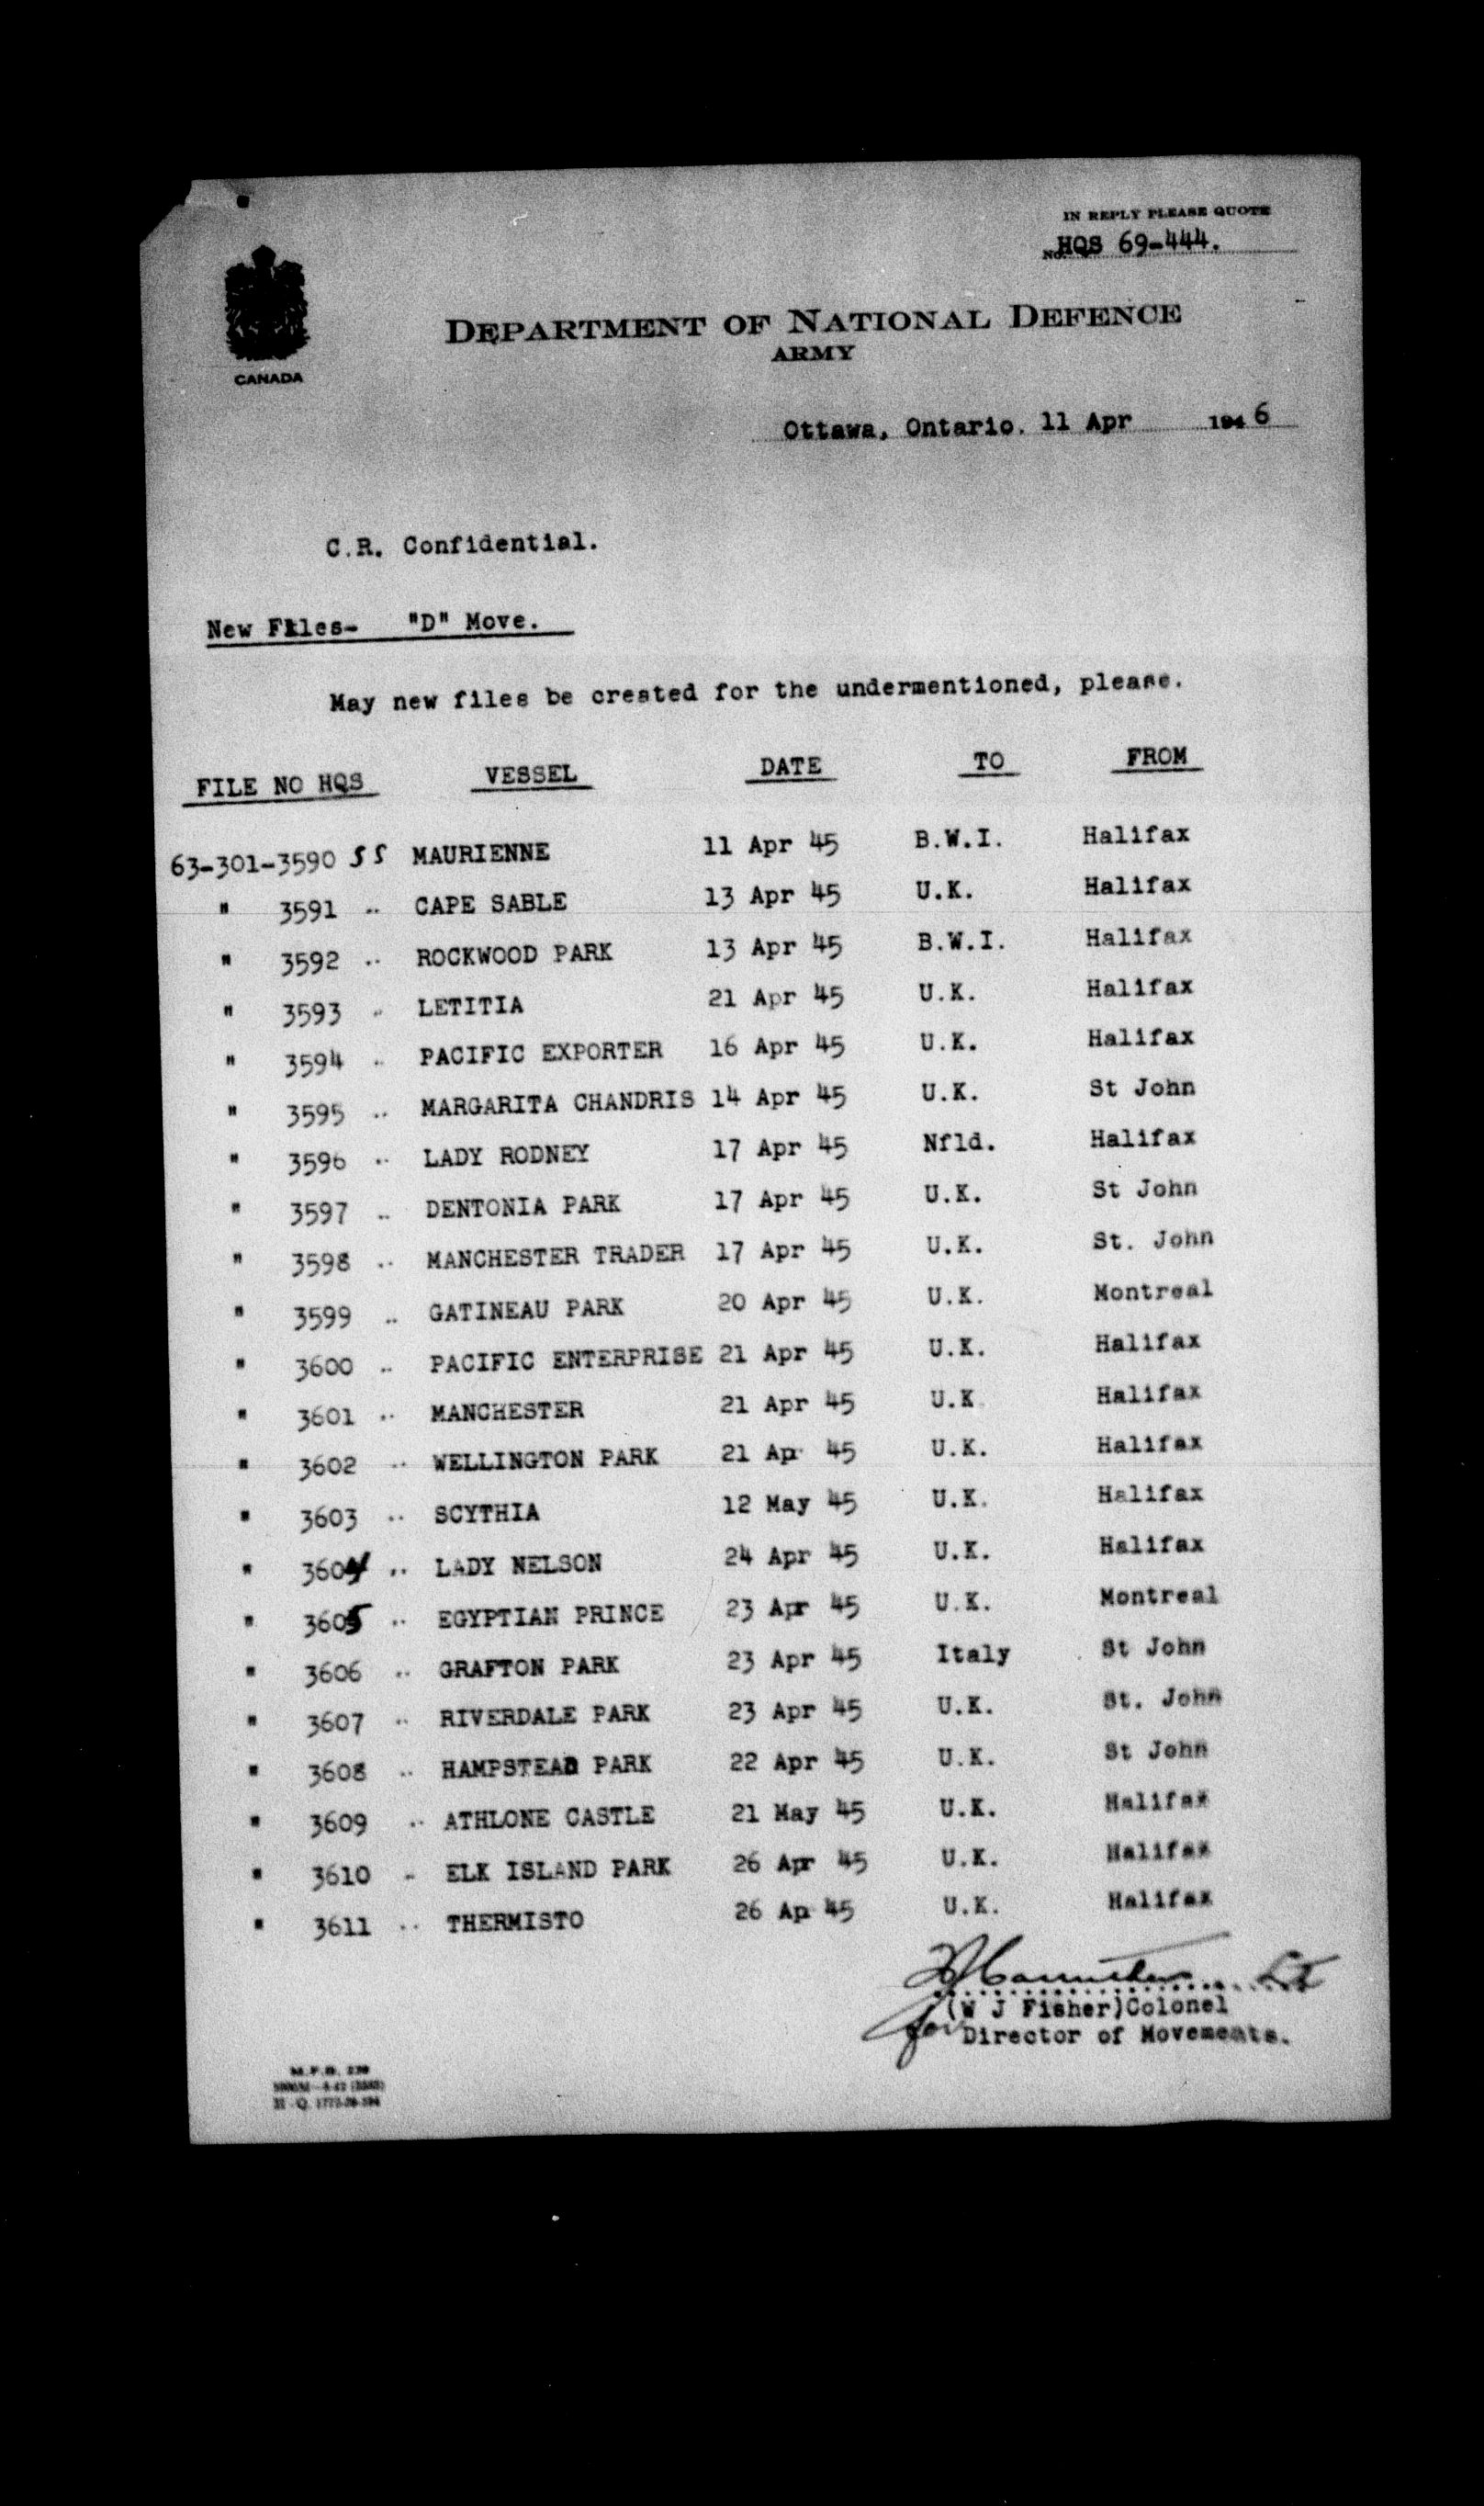 IN REPLY PLEASE QUOTE
No. HQS 69-444.
CANADA
DEPARTMENT OF NATIONAL DEFENCE
ARMY
Ottawa, Ontario. 11 Apr 1946
C.R. Confidential.
New Files- "D" Move.
May new files be created for the undermentioned, please.
FILE NO HQS VESSEL DATE TO FROM
63-301-3590 SS MAURIENNE 11 Apr 45 B.W.I. Halifax
" 3591 .. CAPE SABLE 13 Apr 45 U.K. Halifax
" 3592 .. ROCKWOOD PARK 13 Apr 45 B.W.I. Halifax
" 3593 .. LETITIA 21 Apr 45 U.K. Halifax
" 3594 .. PACIFIC EXPORTER 16 Apr 45 U.K. Halifax
" 3595 .. MARGARITA CHANDRIS 14 Apr 45 U.K. St John
" 3596 .. LADY RODNEY 17 Apr 45 Nfld. Halifax
" 3597 .. DENTONIA PARK 17 Apr 45 U.K. St John
" 3598 .. MANCHESTER TRADER 17 Apr 45 U.K. St. John
" 3599 .. GATINEAU PARK 20 Apr 45 U.K. Montreal
" 3600 .. PACIFIC ENTERPRISE 21 Apr 45 U.K. Halifax
" 3601 .. MANCHESTER 21 Apr 45 U.K Halifax
" 3602 .. WELLINGTON PARK 21 Apr 45 U.K. Halifax
" 3603 .. SCYTHIA 12 May 45 U.K. Halifax
" 3604 .. LADY NELSON 24 Apr 45 U.K. Halifax
" 3605 .. EGYPTIAN PRINCE 23 Apr 45 U.K. Montreal
" 3606 .. GRAFTON PARK 23 Apr 45 Italy St John
" 3607 .. RIVERDALE PARK 23 Apr 45 U.K. St. John
" 3608 .. HAMPSTEAD PARK 22 Apr 45 U.K. St John
" 3609 .. ATHLONE CASTLE 21 May 45 U.K. Halifax
" 3610 .. ELK ISLAND PARK 26 Apr 45 U.K. Halifax
" 3611 .. THERMISTO 26 Ap 45 U.K. Halifax
Lt
(W J Fisher)Colonel
for Director of Movements.